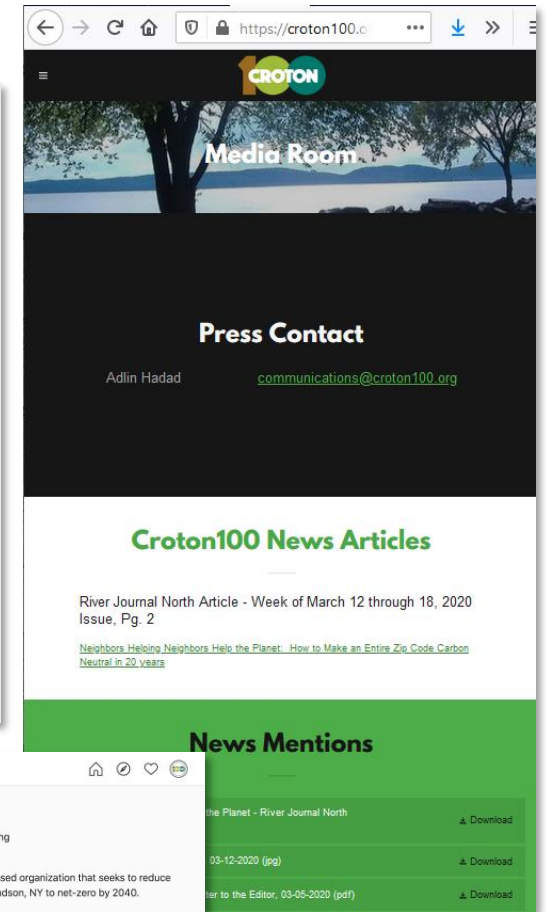 https://croton100.o
100
CROTON
Media Room
Press Contact
Adlin Hadad communications@croton100.org
Croton100 News Articles
River Journal North Article - Week of March 12 through 18, 2020
Issue, Pg. 2
Neighbors Helping Neighbors Help the Planet: How to Make an Entire Zip Code Carbon
Neutral in 20 years
News Mentions
the Planet - River Journal North
Download
03-12-2020 (jpg) Download
to the Editor, 03-05-2020 (pdf) Download
organization that seeks to reduce
NY to net-zero by 2040.